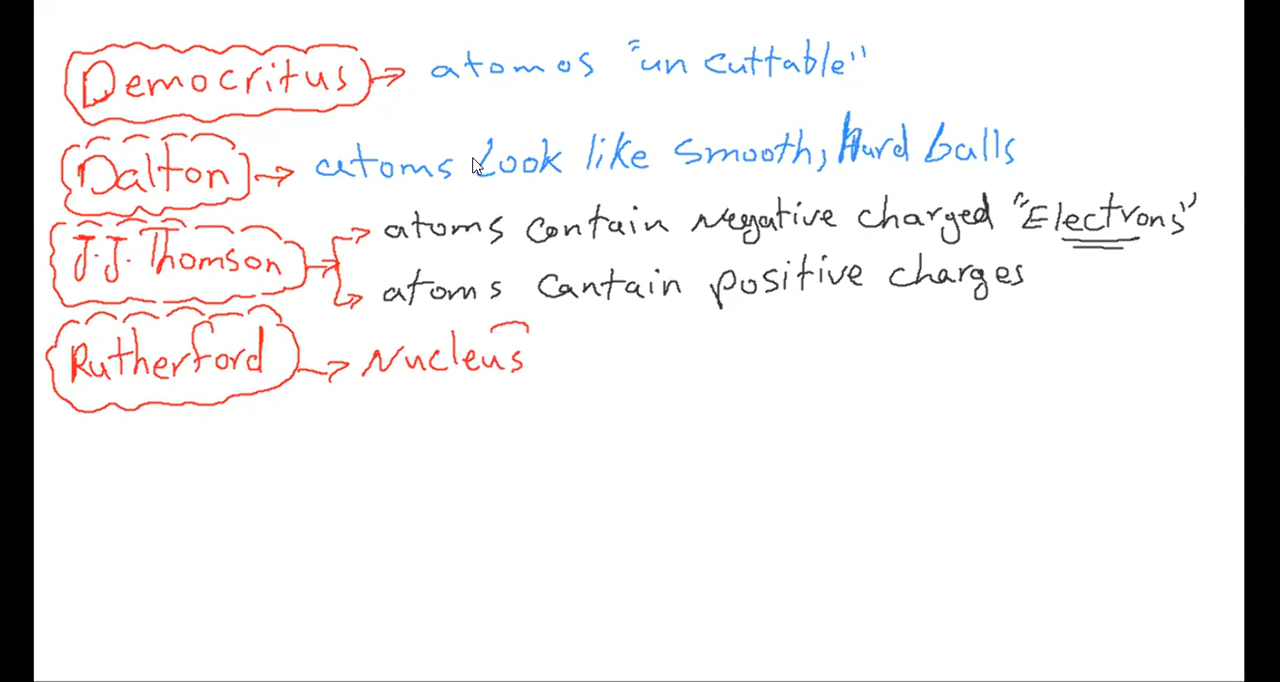 Democritus → atomos "un cuttable"
Dalton → atoms Look like smooth, Hard balls
J.J. Thomson → atoms contain Negative charged "Electrons"
→ atoms cantain positive charges
Rutherford → Nucleus